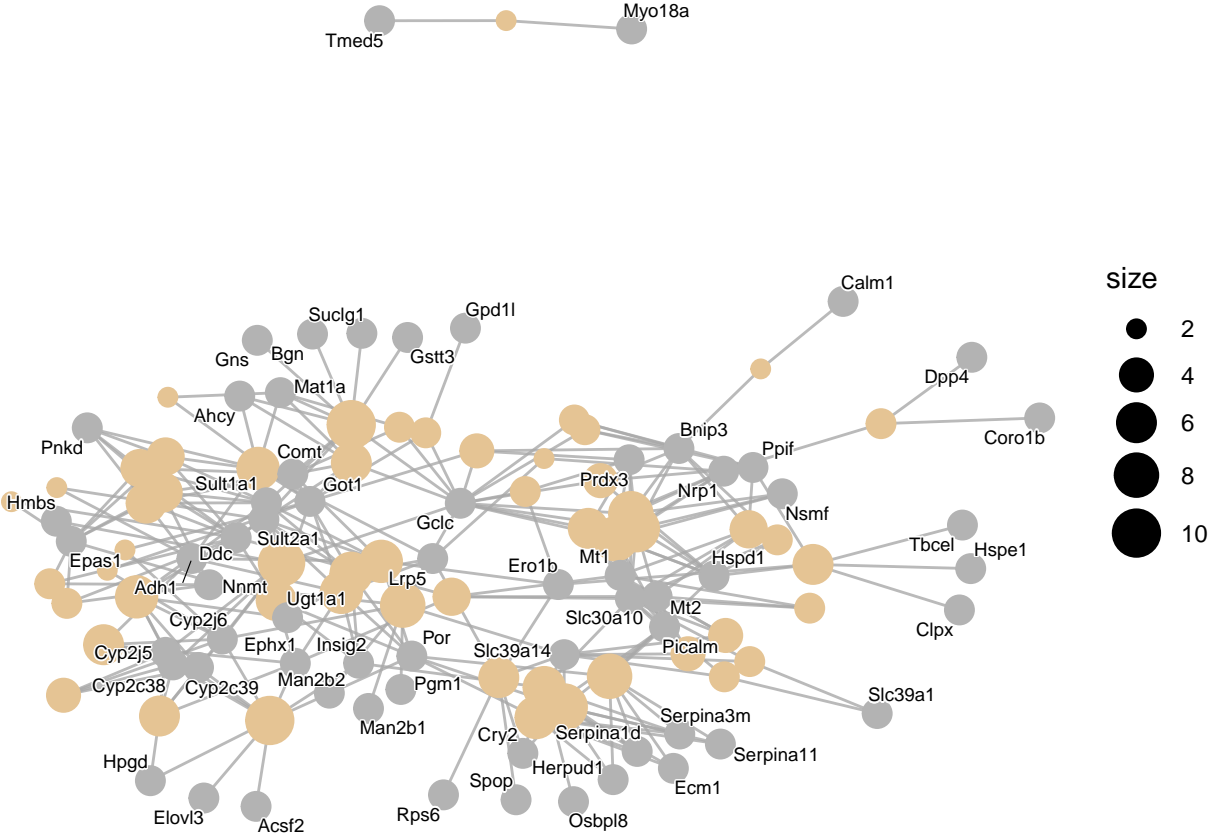 Myo18a
Tmed5
size
Calm1
Gpd1l
Suclg1
2
Bgn
Gstt3
Gns
4
Dpp4
Mat1a
Ahcy
6
Bnip3
Coro1b
Pnkd
Comt
Ppif
8
Sult1a1
Got1
Prdx3
Nrp1
Hmbs
Gclc
Nsmf
10
Sult2a1
Tbcel
Ddc
Mt1
Hspd1
Hspe1
Epas1
Ero1b
Adh1
Nnmt
Lrp5
Ugt1a1
Mt2
Cyp2j6
Slc30a10
Clpx
Ephx1
Insig2
Por
Picalm
Cyp2j5
Slc39a14
Cyp2c38
Cyp2c39
Man2b2
Pgm1
Slc39a1
Man2b1
Serpina3m
Cry2
Serpina1d
Serpina11
Hpgd
Herpud1
Spop
Ecm1
Rps6
Elovl3
Acsf2
Osbpl8